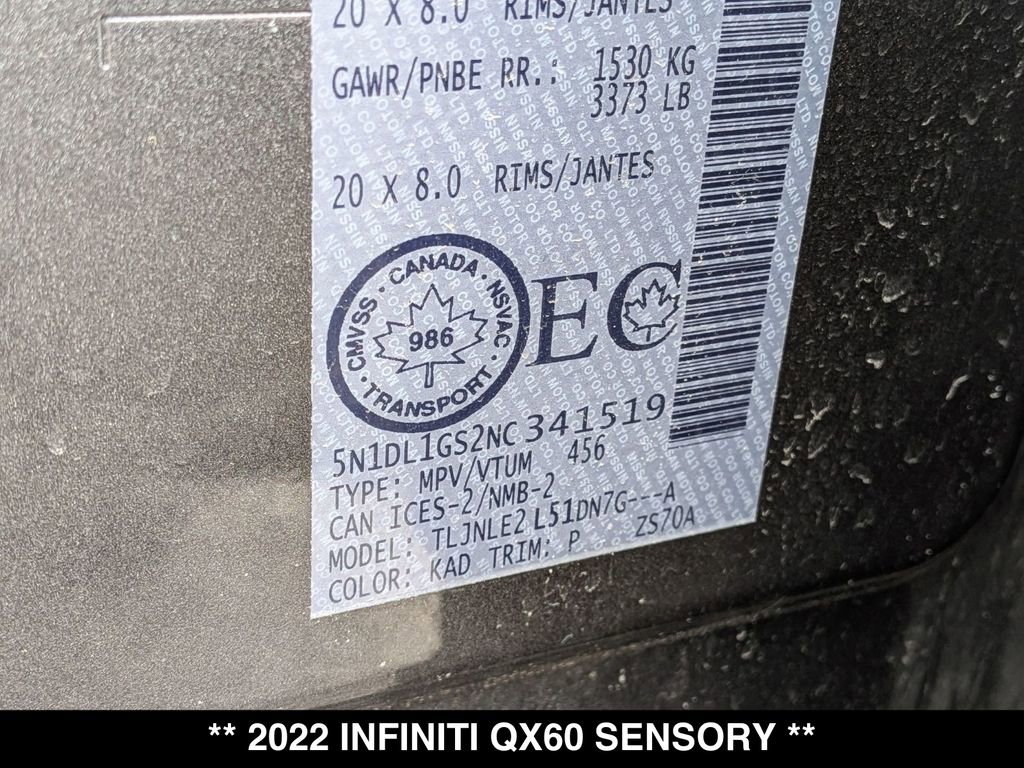 20 X 8.0 RIMS/JANTES
GAWR/PNBE RR.: 1530 KG
3373 LB
20 X 8.0 RIMS/JANTES
CMVSS · CANADA · NSVAC · TRANSPORT ·
986
EC
5N1DL1GS2NC341519
TYPE: MPV/VTUM 456
CAN ICES-2/NMB-2
MODEL: TLJNLE2 L51DN7G---A
COLOR: KAD TRIM: P ZS70A
** 2022 INFINITI QX60 SENSORY **